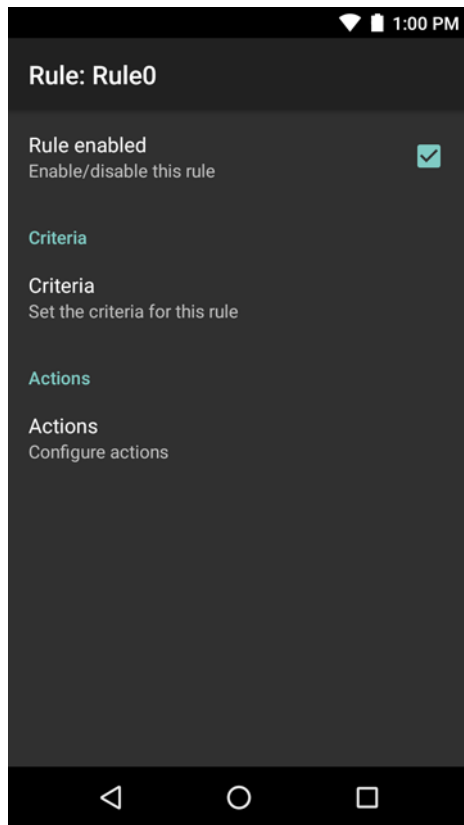 1:00 PM
Rule: Rule0
Rule enabled
Enable/disable this rule
Criteria
Criteria
Set the criteria for this rule
Actions
Actions
Configure actions